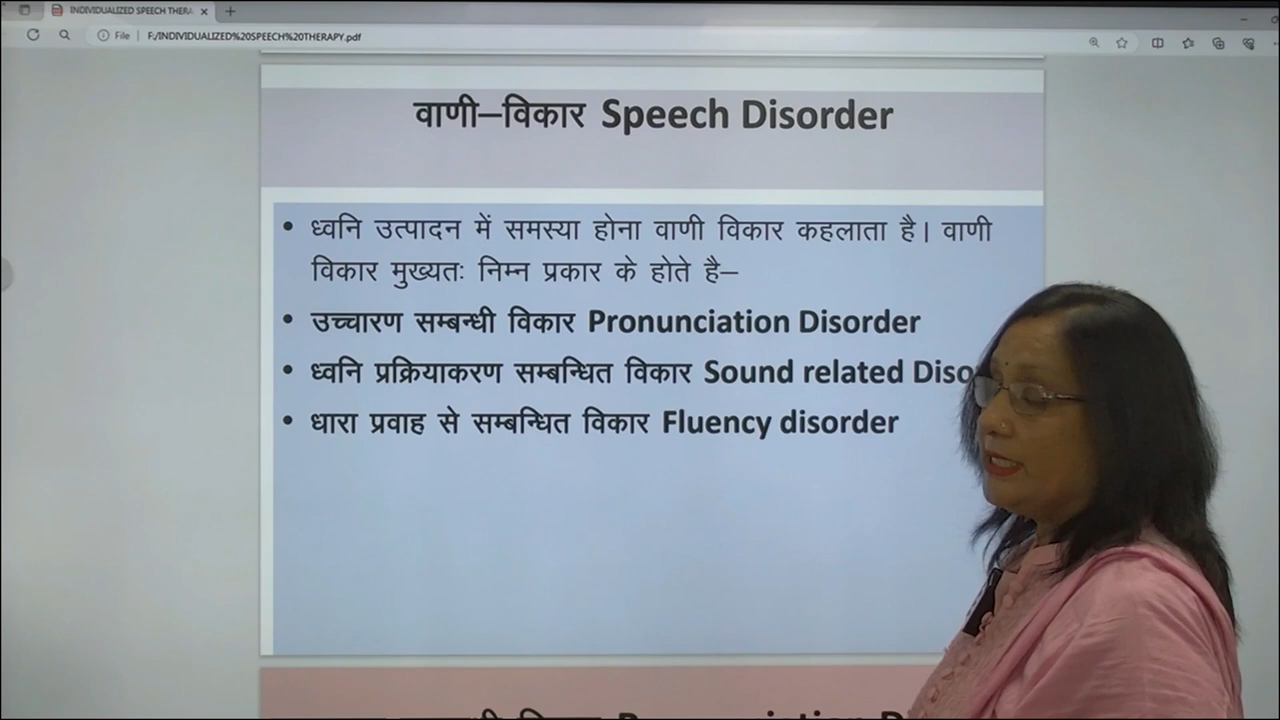 INDIVIDUALIZED SPEECH THERA
File F:/INDIVIDUALIZED%20SPEECH%20THERAPY.pdf
वाणी–विकार Speech Disorder
• ध्वनि उत्पादन में समस्या होना वाणी विकार कहलाता है। वाणी
विकार मुख्यतः निम्न प्रकार के होते है–
• उच्चारण सम्बन्धी विकार Pronunciation Disorder
• ध्वनि प्रक्रियाकरण सम्बन्धित विकार Sound related Diso
• धारा प्रवाह से सम्बन्धित विकार Fluency disorder